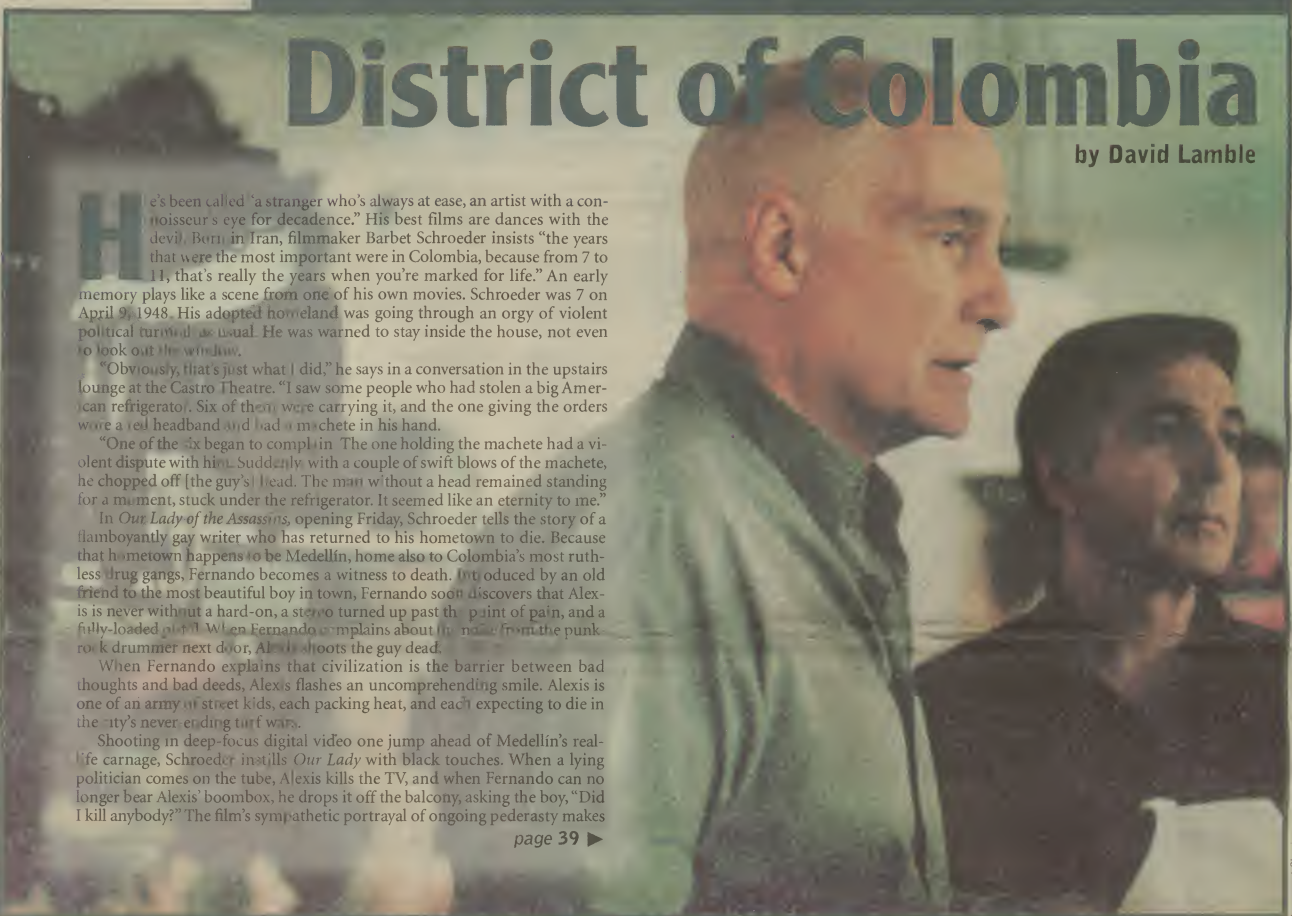 District of Colombia
by David Lamble
He's been called "a stranger who's always at ease, an artist with a con-
noisseur's eye for decadence." His best films are dances with the
devil. Born in Iran, filmmaker Barbet Schroeder insists "the years
that were the most important were in Colombia, because from 7 to
11, that's really the years when you're marked for life." An early
memory plays like a scene from one of his own movies. Schroeder was 7 on
April 9, 1948. His adopted homeland was going through an orgy of violent
political turmoil as usual. He was warned to stay inside the house, not even
to look out the window.
"Obviously, that's just what I did," he says in a conversation in the upstairs
lounge at the Castro Theatre. "I saw some people who had stolen a big Amer-
ican refrigerator. Six of them were carrying it, and the one giving the orders
wore a red headband and had a machete in his hand.
"One of the six began to complain. The one holding the machete had a vi-
olent dispute with him. Suddenly, with a couple of swift blows of the machete,
he chopped off [the guy's] head. The man without a head remained standing
for a moment, stuck under the refrigerator. It seemed like an eternity to me."
In Our Lady of the Assassins, opening Friday, Schroeder tells the story of a
flamboyantly gay writer who has returned to his hometown to die. Because
that hometown happens to be Medellín, home also to Colombia's most ruth-
less drug gangs, Fernando becomes a witness to death. Introduced by an old
friend to the most beautiful boy in town, Fernando soon discovers that Alex-
is is never without a hard-on, a stereo turned up past the point of pain, and a
fully-loaded pistol. When Fernando complains about the noise from the punk
rock drummer next door, Alexis shoots the guy dead.
When Fernando explains that civilization is the barrier between bad
thoughts and bad deeds, Alexis flashes an uncomprehending smile. Alexis is
one of an army of street kids, each packing heat, and each expecting to die in
the city's never ending turf wars.
Shooting in deep-focus digital video one jump ahead of Medellín's real-
life carnage, Schroeder instills Our Lady with black touches. When a lying
politician comes on the tube, Alexis kills the TV, and when Fernando can no
longer bear Alexis' boombox, he drops it off the balcony, asking the boy, "Did
I kill anybody?" The film's sympathetic portrayal of ongoing pederasty makes
page 39 ►